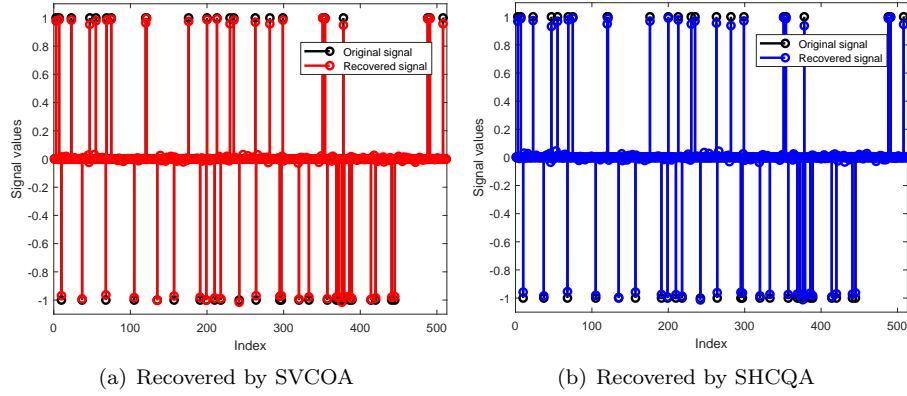 1
0.8
0.6
0.4
0.2
0
-0.2
-0.4
-0.6
-0.8
-1
Signal values
0 100 200 300 400 500
Index
Original signal
Recovered signal
(a) Recovered by SVCOA
1
0.8
0.6
0.4
0.2
0
-0.2
-0.4
-0.6
-0.8
-1
Signal values
0 100 200 300 400 500
Index
Original signal
Recovered signal
(b) Recovered by SHCQA